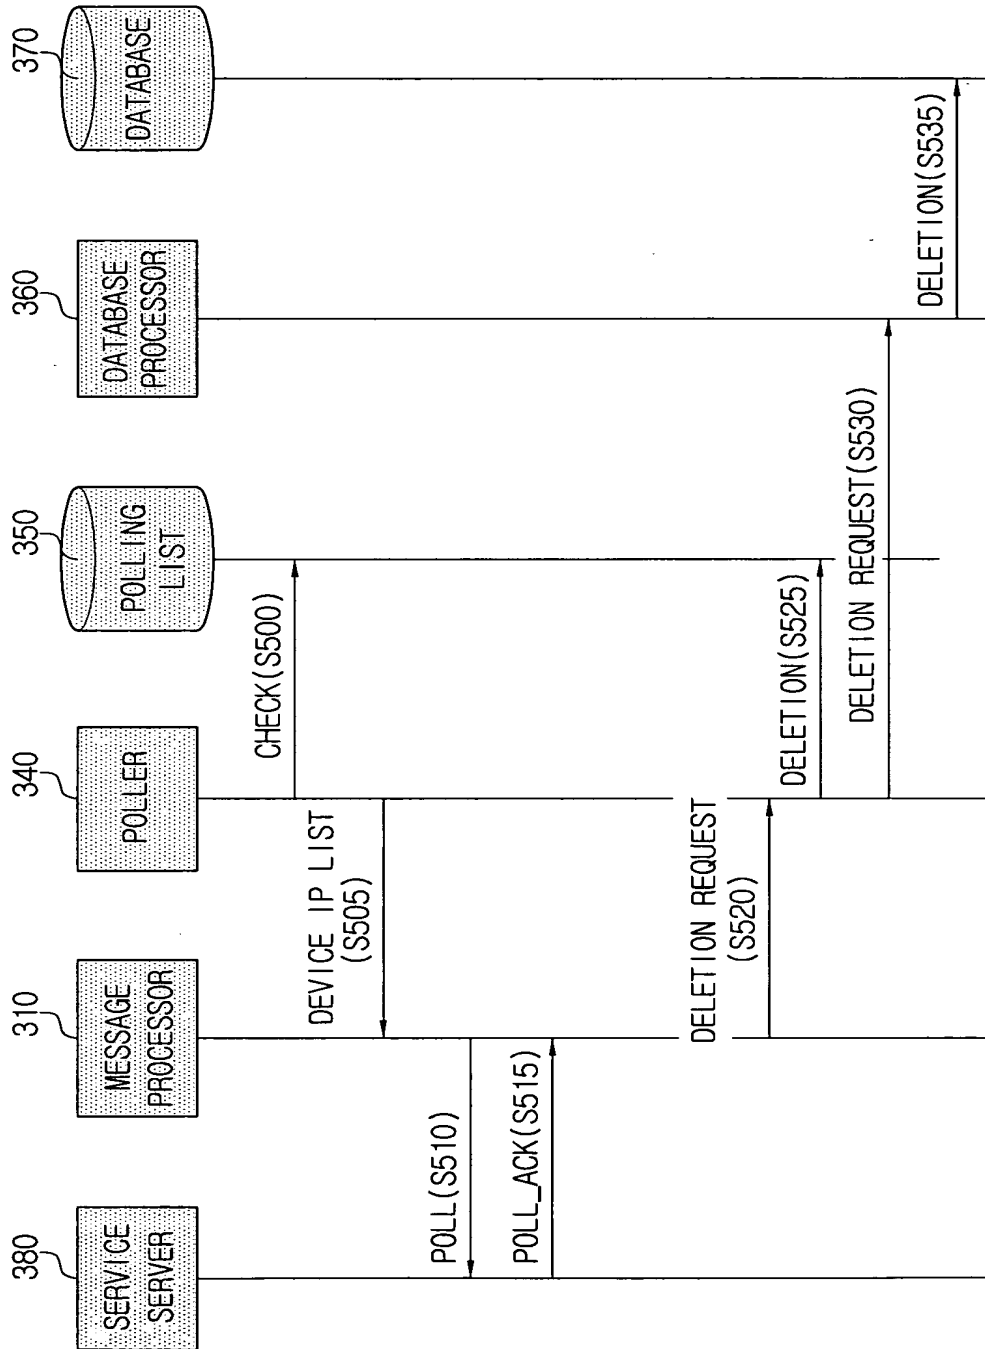 380
310
340
350
360
370
SERVICE
SERVER
MESSAGE
PROCESSOR
POLLER
POLLING
LIST
DATABASE
PROCESSOR
DATABASE
CHECK(S500)
DEVICE IP LIST
(S505)
POLL(S510)
POLL_ACK(S515)
DELETION REQUEST
(S520)
DELETION(S525)
DELETION REQUEST(S530)
DELETION(S535)